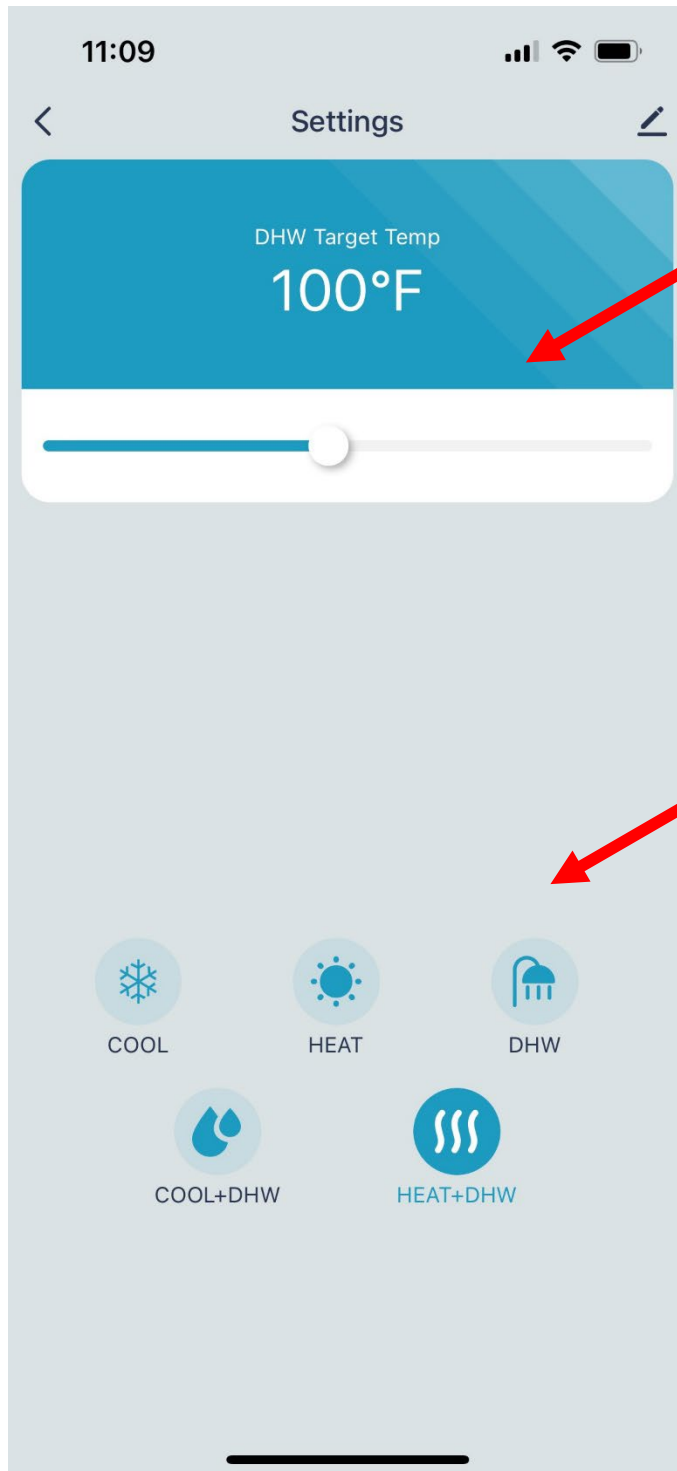 11:09
Settings
DHW Target Temp
100°F
COOL
HEAT
DHW
COOL+DHW
HEAT+DHW